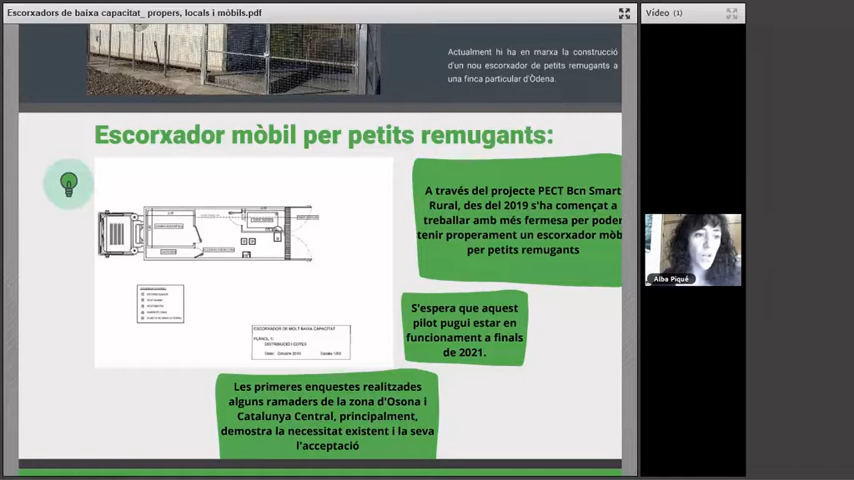 Escorxadors de baixa capacitat_ propers, locals i mòbils.pdf
Vídeo (1)
Actualment hi ha en marxa la construcció
d'un nou escorxador de petits remugants a
una finca particular d'Òdena.
Escorxador mòbil per petits remugants:
A través del projecte PECT Bcn Smart
Rural, des del 2019 s'ha començat a
treballar amb més fermesa per poder
tenir properament un escorxador mòb
per petits remugants
Alba Piqué
S'espera que aquest
pilot pugui estar en
funcionament a finals
de 2021.
ESCORXADOR DE MOLT BAIXA CAPACITAT
PLÀNOL 1:
DISTRIBUCIÓ I COTES
Les primeres enquestes realitzades
alguns ramaders de la zona d'Osona i
Catalunya Central, principalment,
demostra la necessitat existent i la seva
l'acceptació